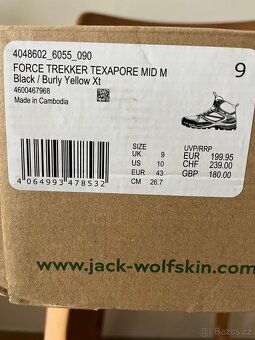 4048602_6055_090
FORCE TREKKER TEXAPORE MID M
9
Black / Burly Yellow Xt
4600467968
Made in Cambodia
4 064993 478532
SIZE
UK 9
US 10
EUR 43
CM 26.7
UVP/RRP
EUR 199.95
CHF 239.00
GBP 180.00
www.jack-wolfskin.com
Bazoš.cz